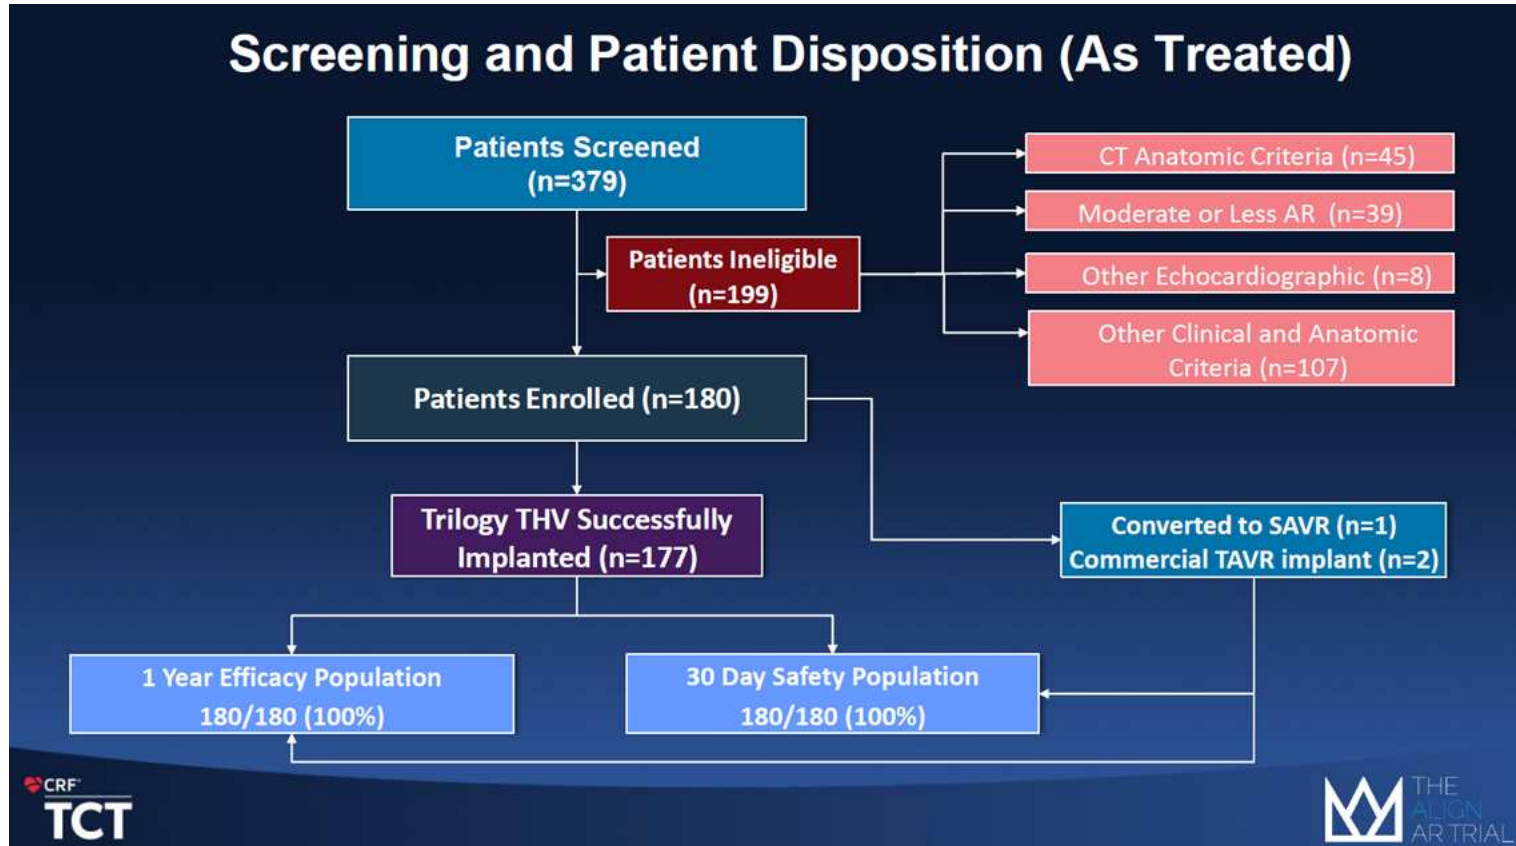 Screening and Patient Disposition (As Treated)
Patients Screened
(n=379)
CT Anatomic Criteria (n=45)
Moderate or Less AR (n=39)
Patients Ineligible
(n=199)
Other Echocardiographic (n=8)
Other Clinical and Anatomic
Criteria (n=107)
Patients Enrolled (n=180)
Trilogy THV Successfully
Implanted (n=177)
Converted to SAVR (n=1)
Commercial TAVR implant (n=2)
1 Year Efficacy Population
180/180 (100%)
30 Day Safety Population
180/180 (100%)
CRF
TCT
THE
ALIGN
AR TRIAL